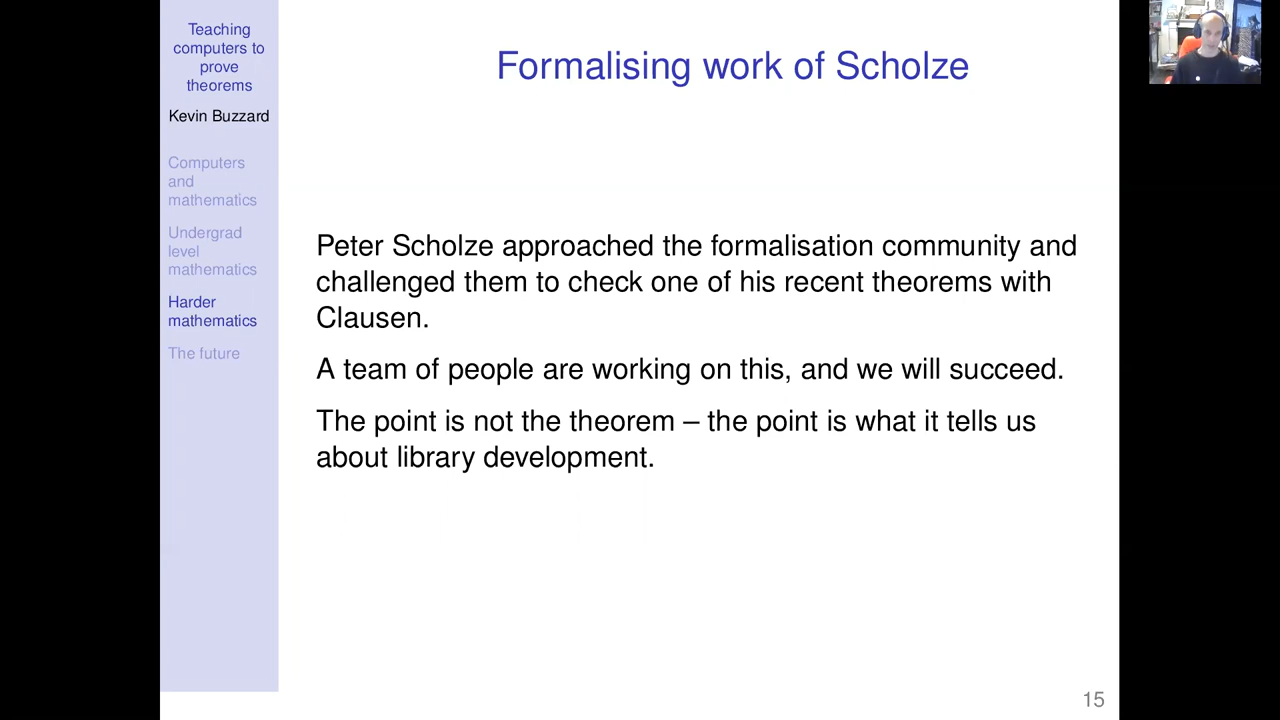 Teaching
computers to
prove
theorems
Kevin Buzzard
Computers
and
mathematics
Undergrad
level
mathematics
Harder
mathematics
The future
Formalising work of Scholze
Peter Scholze approached the formalisation community and
challenged them to check one of his recent theorems with
Clausen.
A team of people are working on this, and we will succeed.
The point is not the theorem – the point is what it tells us
about library development.
15